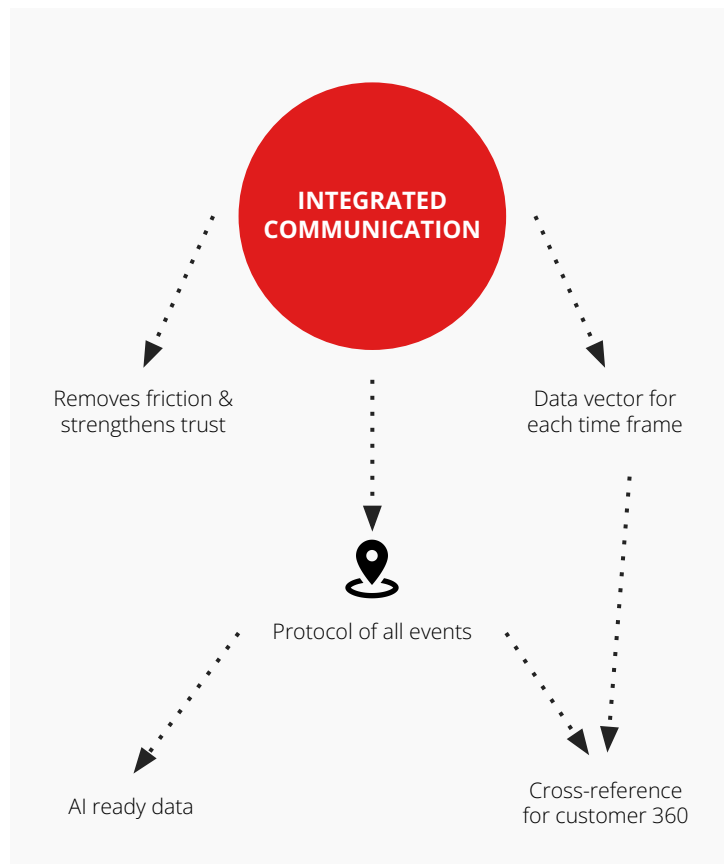 INTEGRATED
COMMUNICATION
Removes friction &
strengthens trust
Data vector for
each time frame
Protocol of all events
AI ready data
Cross-reference
for customer 360